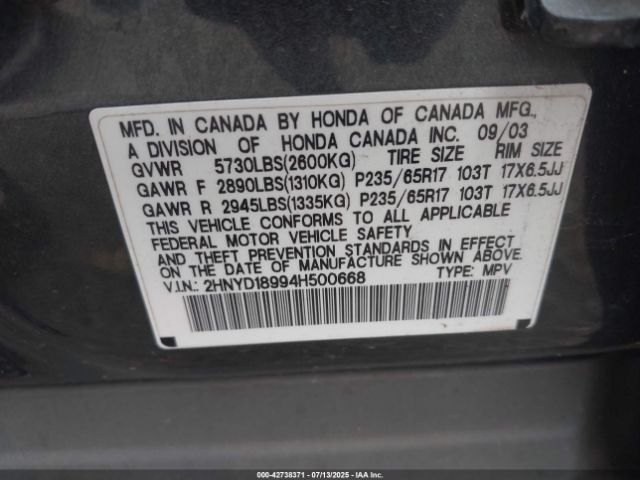 MFD. IN CANADA BY HONDA OF CANADA MFG.,
A DIVISION OF HONDA CANADA INC. 09/03
GVWR 5730LBS(2600KG) TIRE SIZE RIM SIZE
GAWR F 2890LBS(1310KG) P235/65R17 103T 17X6.5JJ
GAWR R 2945LBS(1335KG) P235/65R17 103T 17X6.5JJ
THIS VEHICLE CONFORMS TO ALL APPLICABLE
FEDERAL MOTOR VEHICLE SAFETY
AND THEFT PREVENTION STANDARDS IN EFFECT
ON THE DATE OF MANUFACTURE SHOWN ABOVE.
V.I.N.: 2HNYD18994H500668 TYPE: MPV
000-42738371 - 07/13/2025 - IAAI, Inc.